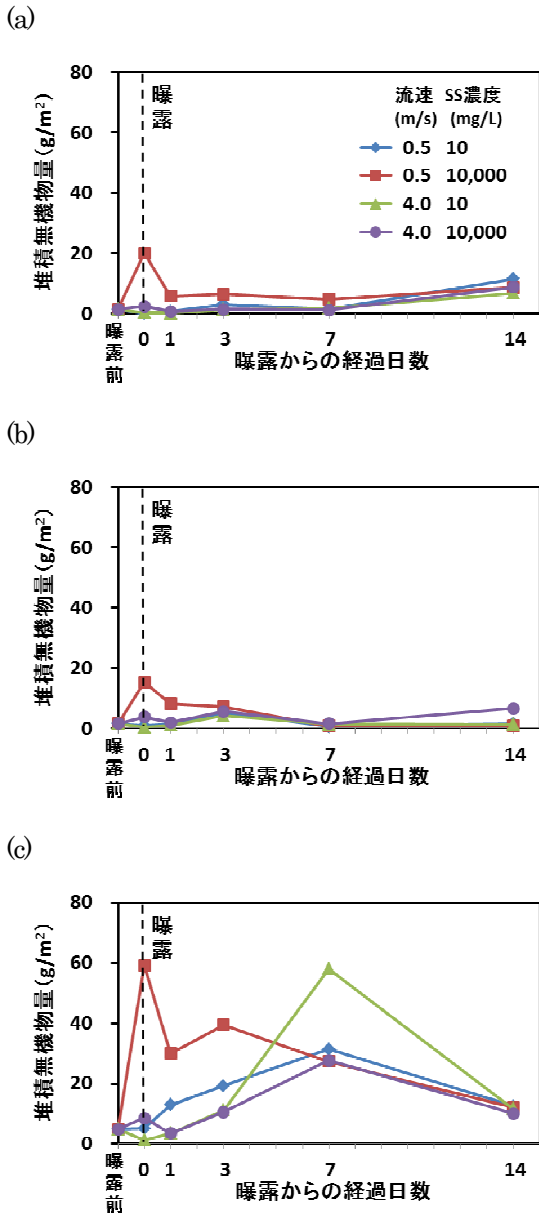 (a)
堆積無機物量(g/m²)
80
60
40
20
0
曝露
流速 SS濃度
(m/s) (mg/L)
0.5 10
0.5 10,000
4.0 10
4.0 10,000
曝露前 0 1 3 7 14
曝露からの経過日数
(b)
堆積無機物量(g/m²)
80
60
40
20
0
曝露
曝露前 0 1 3 7 14
曝露からの経過日数
(c)
堆積無機物量(g/m²)
80
60
40
20
0
曝露
曝露前 0 1 3 7 14
曝露からの経過日数